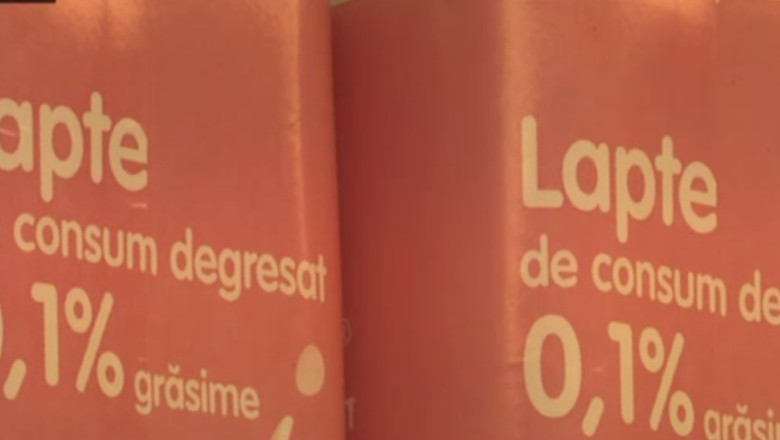 apte
consum degresat
,1% grăsime
Lapte
de consum de
0,1% grăsi